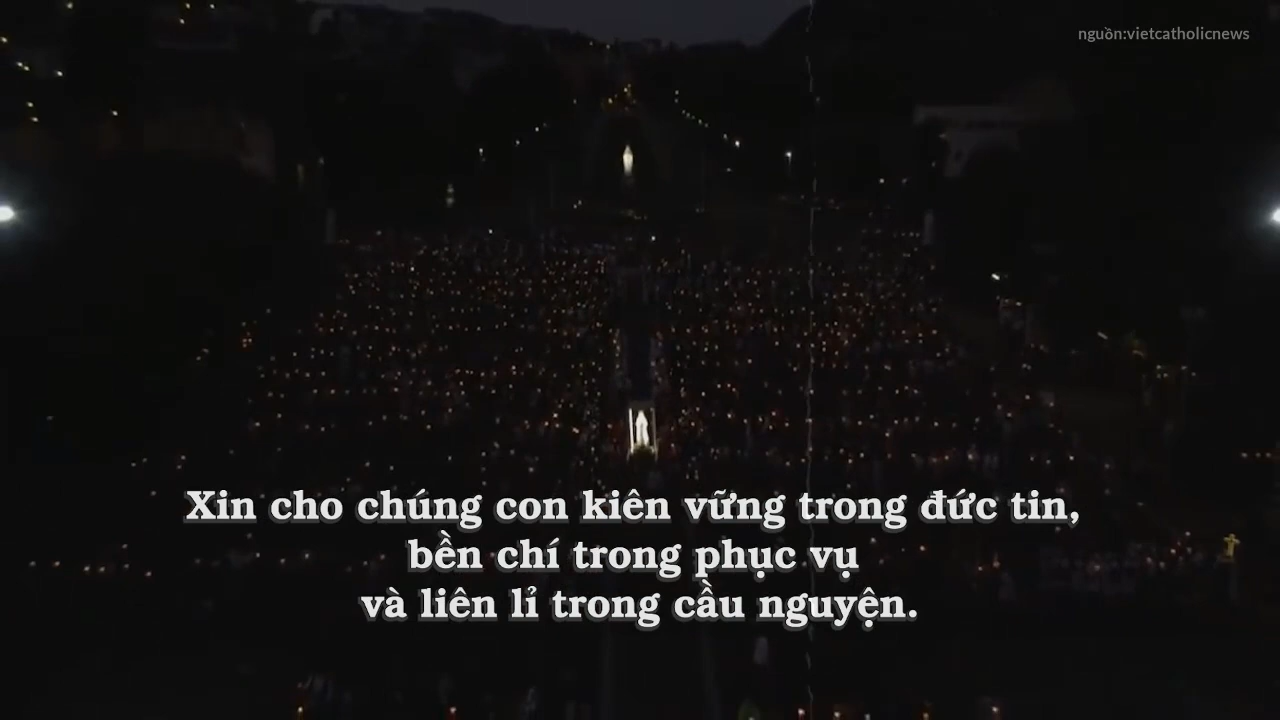 nguồn:vietcatholicnews
Xin cho chúng con kiên vững trong đức tin,
bền chí trong phục vụ
và liên lỉ trong cầu nguyện.